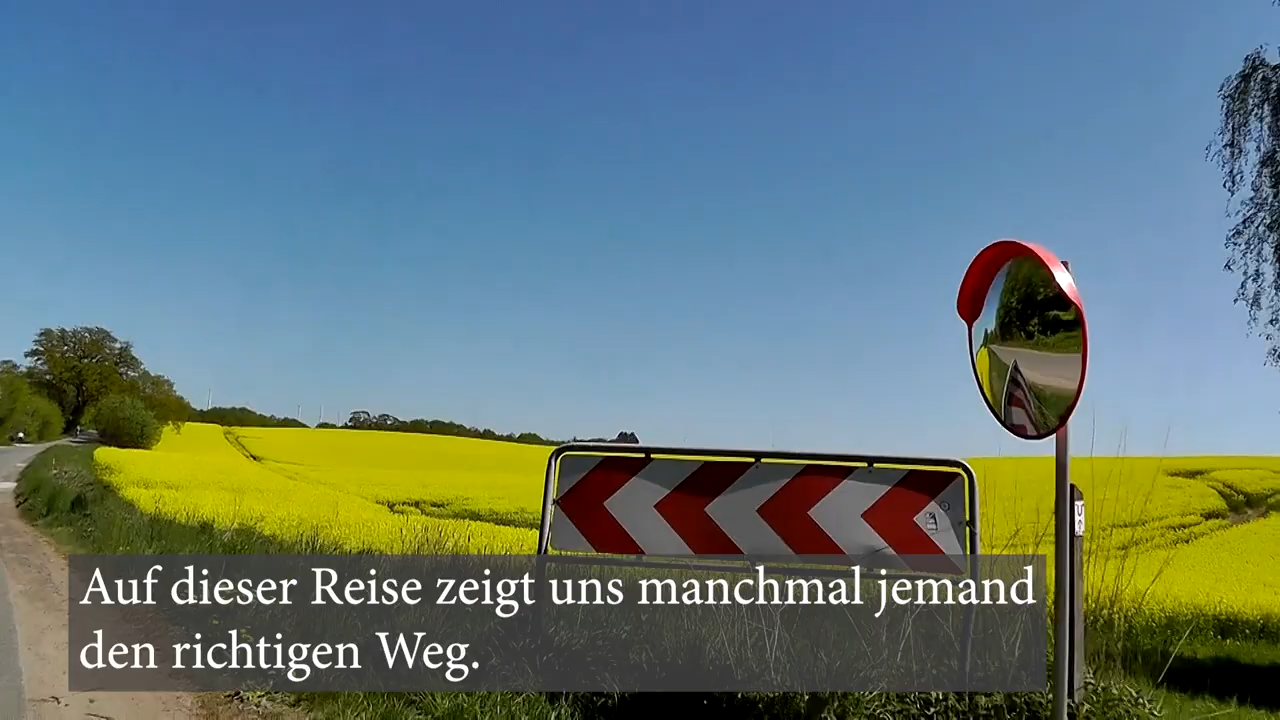 Auf dieser Reise zeigt uns manchmal jemand
den richtigen Weg.